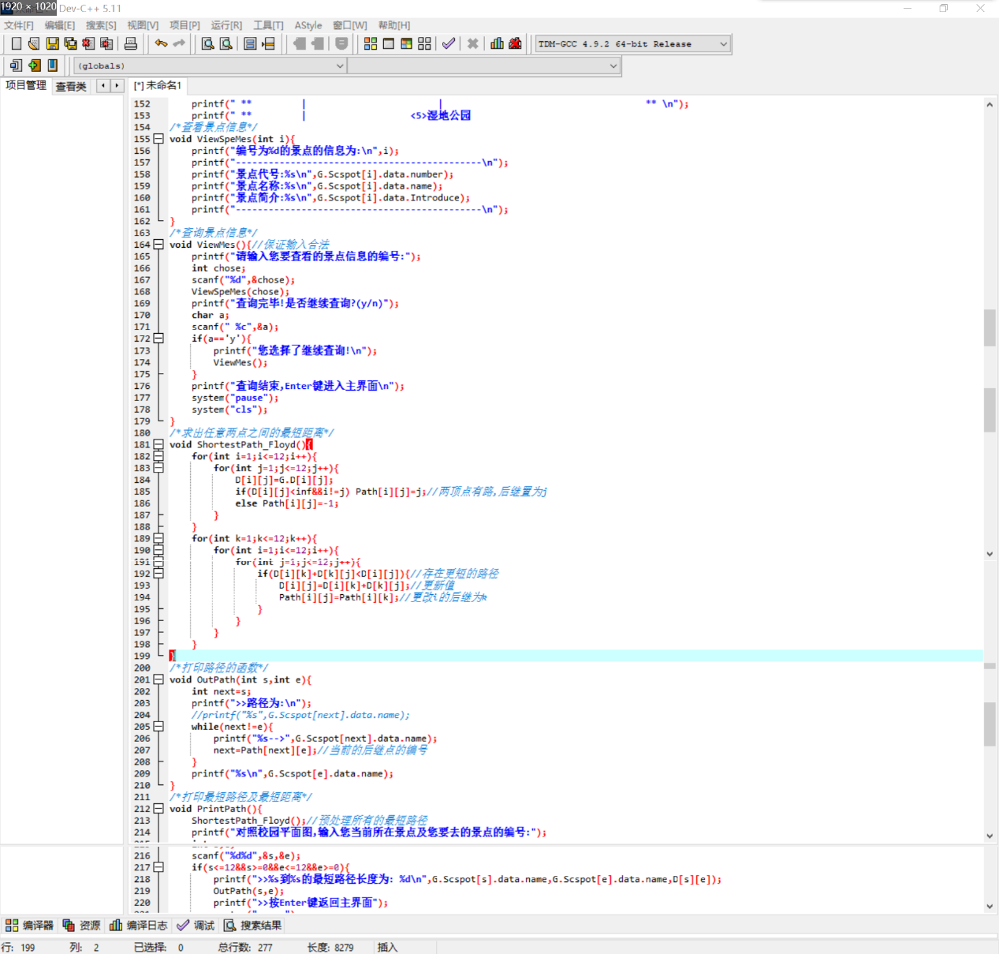 1920 × 1020
Dev-C++ 5.11
文件[F] 编辑[E] 搜索[S] 视图[V] 项目[P] 运行[R] 工具[T] AStyle 窗口[W] 帮助[H]
TDM-GCC 4.9.2 64-bit Release
(globals)
项目管理 查看类 [*] 未命名1
152 printf(" ** | | ** \n");
153 printf(" ** | <5>湿地公园
154 /*查看景点信息*/
155 void ViewSpeMes(int i){
156 printf("编号为%d的景点的信息为:\n",i);
157 printf("---------------------------------------------\n");
158 printf("景点代号:%s\n",G.Scspot[i].data.number);
159 printf("景点名称:%s\n",G.Scspot[i].data.name);
160 printf("景点简介:%s\n",G.Scspot[i].data.Introduce);
161 printf("---------------------------------------------\n");
162 }
163 /*查询景点信息*/
164 void ViewMes(){//保证输入合法
165 printf("请输入您要查看的景点信息的编号:");
166 int chose;
167 scanf("%d",&chose);
168 ViewSpeMes(chose);
169 printf("查询完毕!是否继续查询?(y/n)");
170 char a;
171 scanf(" %c",&a);
172 if(a=='y'){
173 printf("您选择了继续查询!\n");
174 ViewMes();
175 }
176 printf("查询结束,Enter键进入主界面\n");
177 system("pause");
178 system("cls");
179 }
180 /*求出任意两点之间的最短距离*/
181 void ShortestPath_Floyd(){
182 for(int i=1;i<=12;i++){
183 for(int j=1;j<=12;j++){
184 D[i][j]=G.D[i][j];
185 if(D[i][j]<inf&&i!=j) Path[i][j]=j;//两顶点有路,后继置为j
186 else Path[i][j]=-1;
187 }
188 }
189 for(int k=1;k<=12;k++){
190 for(int i=1;i<=12;i++){
191 for(int j=1;j<=12;j++){
192 if(D[i][k]+D[k][j]<D[i][j]){//存在更短的路径
193 D[i][j]=D[i][k]+D[k][j];//更新值
194 Path[i][j]=Path[i][k];//更改i的后继为k
195 }
196 }
197 }
198 }
199 }
200 /*打印路径的函数*/
201 void OutPath(int s,int e){
202 int next=s;
203 printf(">>路径为:\n");
204 //printf("%s",G.Scspot[next].data.name);
205 while(next!=e){
206 printf("%s-->",G.Scspot[next].data.name);
207 next=Path[next][e];//当前的后继点的编号
208 }
209 printf("%s\n",G.Scspot[e].data.name);
210 }
211 /*打印最短路径及最短距离*/
212 void PrintPath(){
213 ShortestPath_Floyd();//预处理所有的最短路径
214 printf("对照校园平面图,输入您当前所在景点及您要去的景点的编号:");
216 scanf("%d%d",&s,&e);
217 if(s<=12&&s>=0&&e<=12&&e>=0){
218 printf(">>%s到%s的最短路径长度为: %d\n",G.Scspot[s].data.name,G.Scspot[e].data.name,D[s][e]);
219 OutPath(s,e);
220 printf(">>按Enter键返回主界面");
编译器 资源 编译日志 调试 搜索结果
行: 199 列: 2 已选择: 0 总行数: 277 长度: 8279 插入